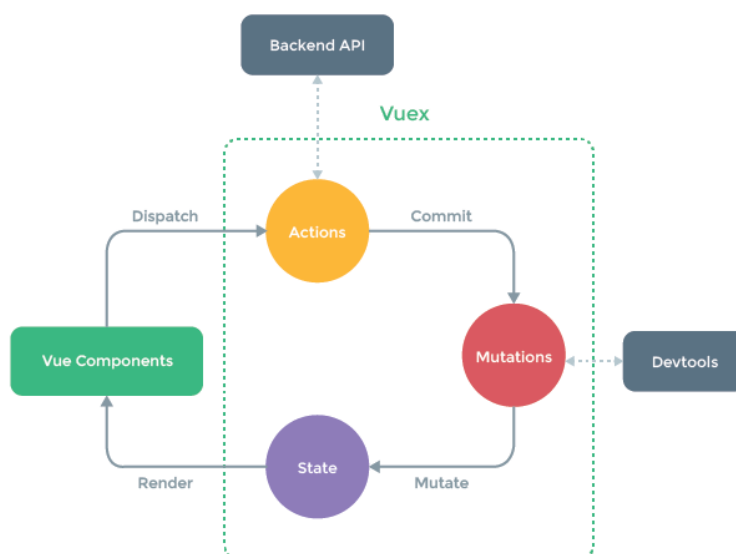 Backend API
Vuex
Dispatch
Actions
Commit
Vue Components
Mutations
Devtools
Render
State
Mutate